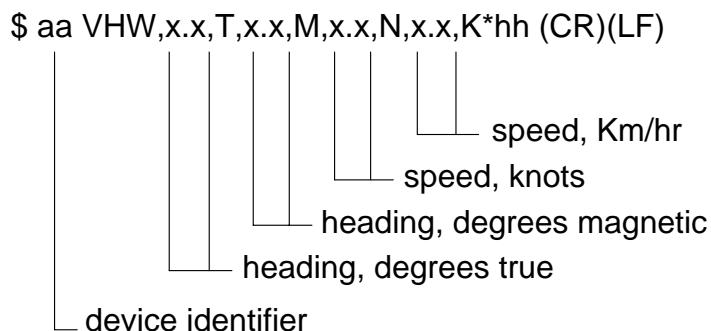 $ aa VHW,x.x,T,x.x,M,x.x,N,x.x,K*hh (CR)(LF)
speed, Km/hr
speed, knots
heading, degrees magnetic
heading, degrees true
device identifier